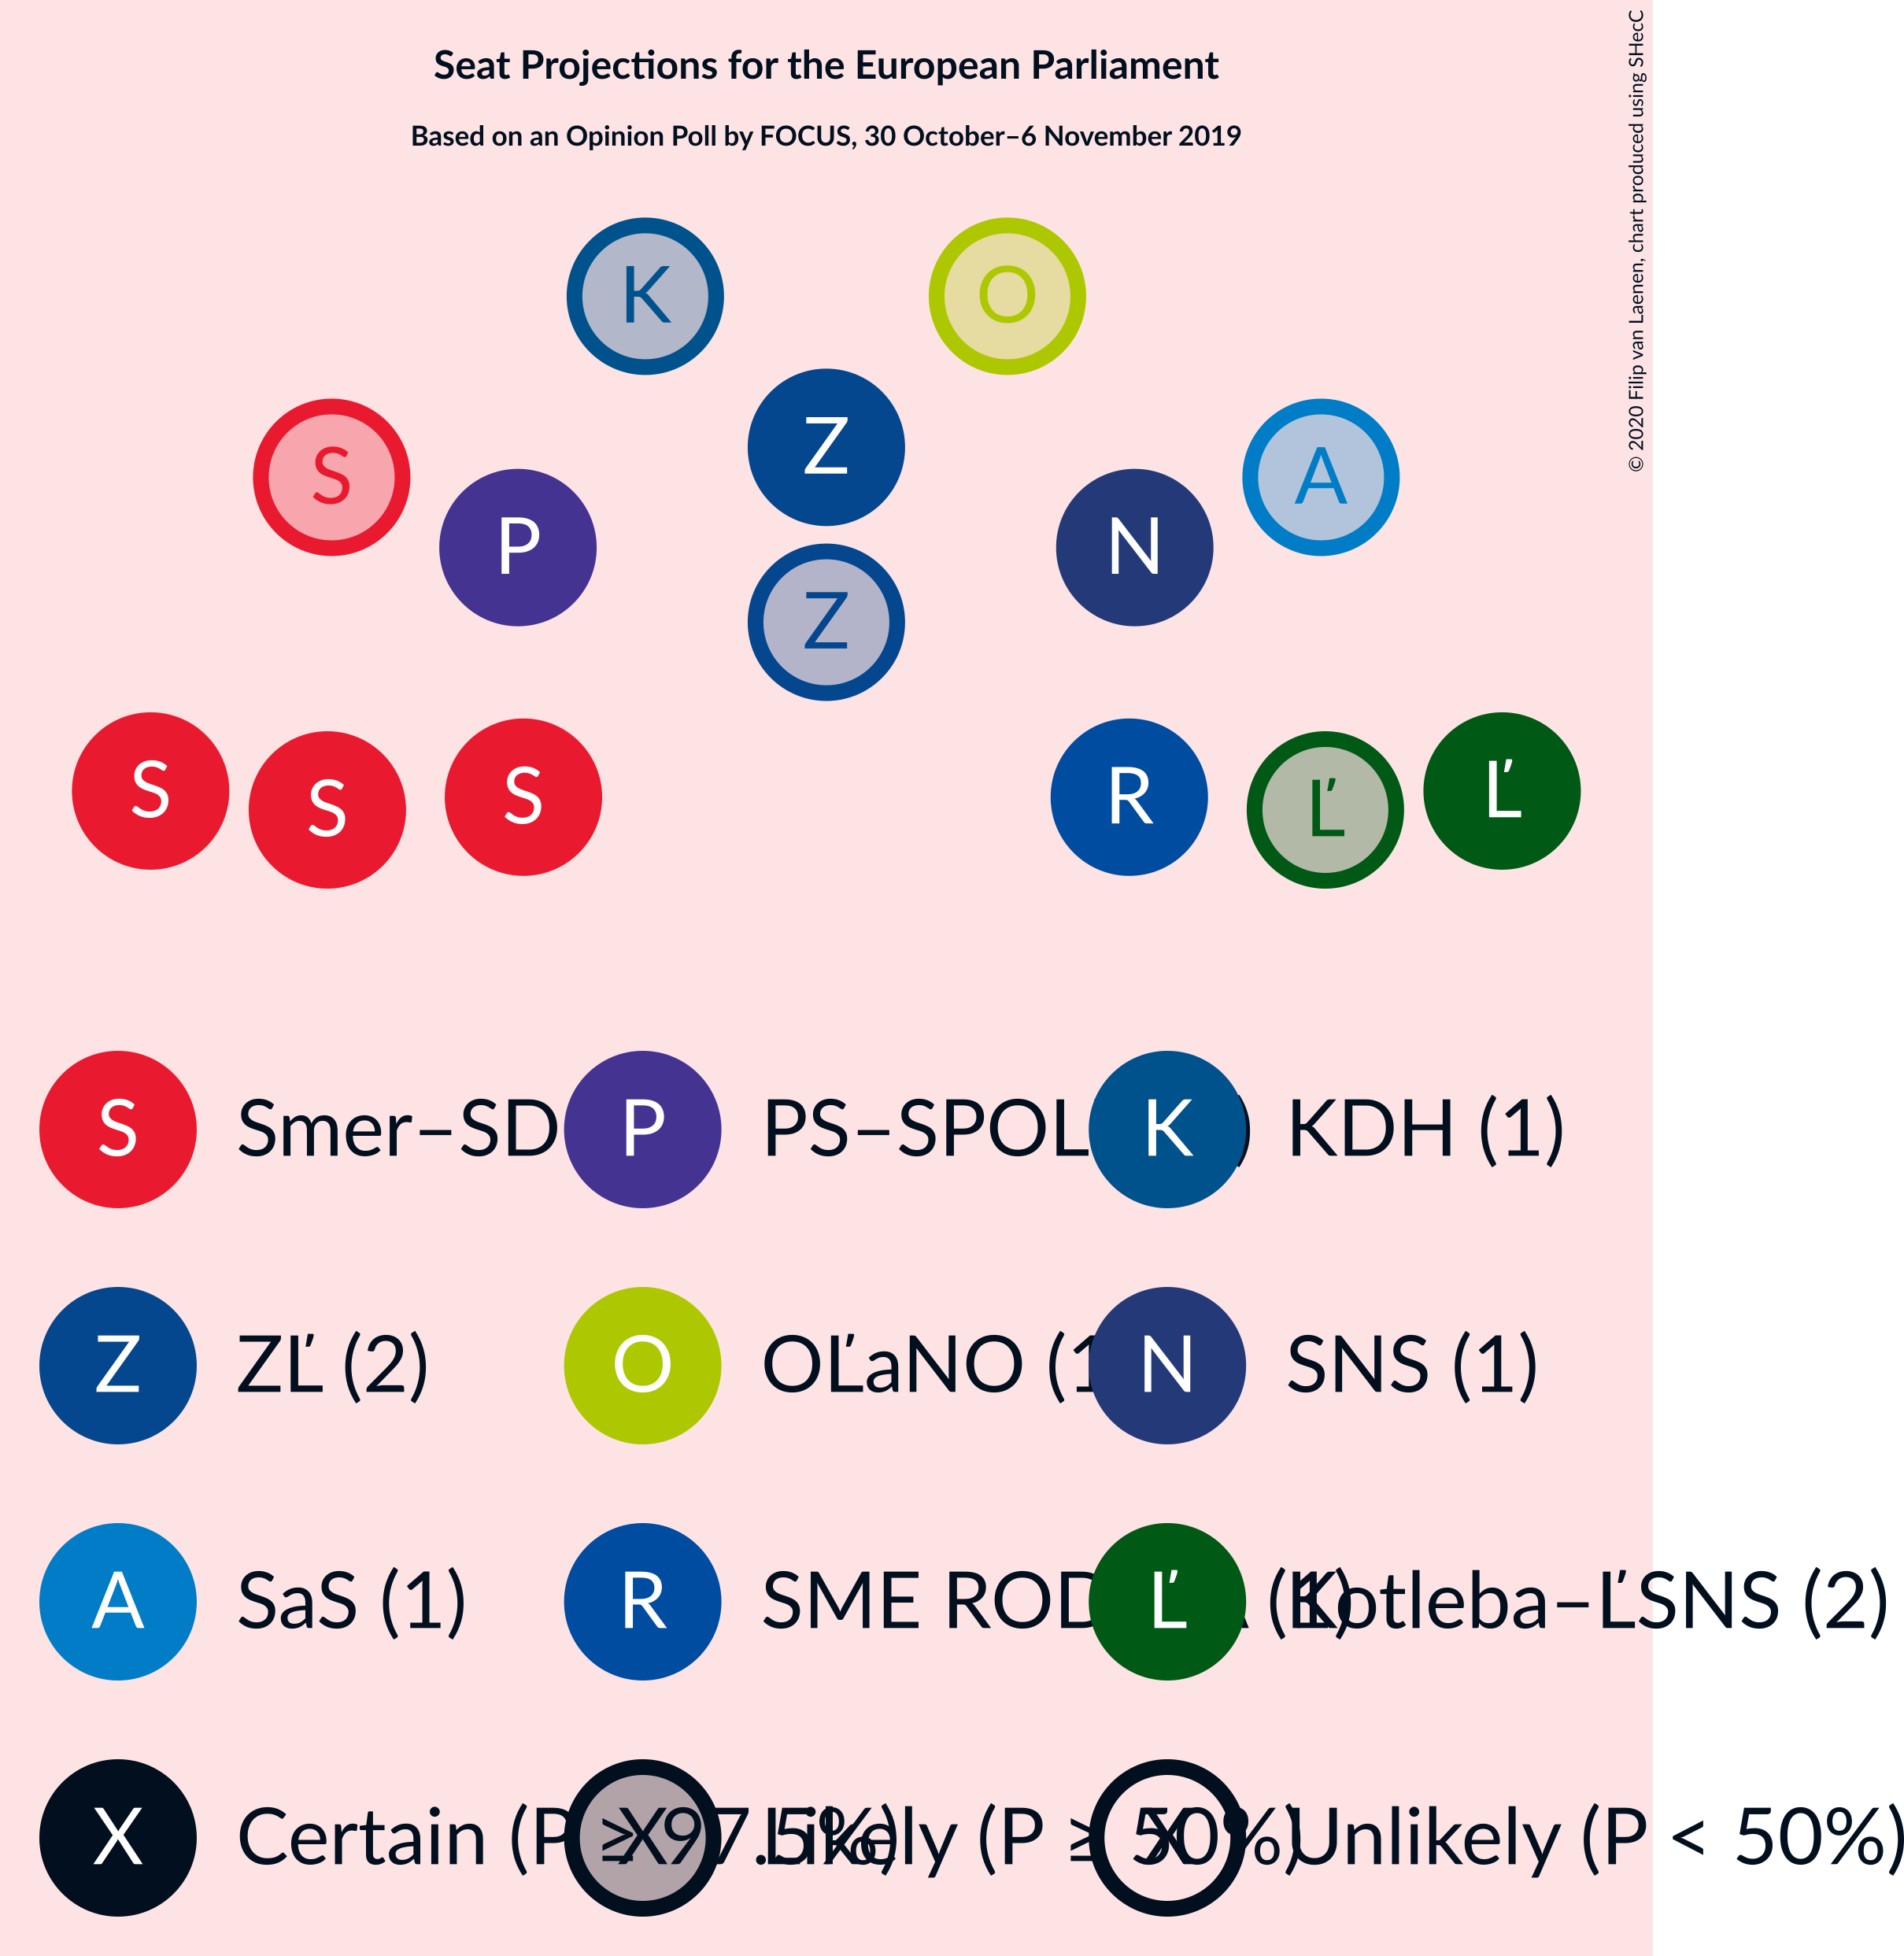 Seat Projections for the European Parliament
Based on an Opinion Poll by FOCUS, 30 October–6 November 2019
© 2020 Filip van Laenen, chart produced using SHecC
K O
S Z A
P N
Z
S S S R Ľ Ľ
S Smer–SD P PS–SPOL K KDH (1)
Z ZĽ (2) O OĽaNO (1 N SNS (1)
A SaS (1) R SME ROD (1) Ľ Kotleba–ĽSNS (2)
X Certain (P ≥ 97.5%) X Likely (P ≥ 50%) X Unlikely (P < 50%)